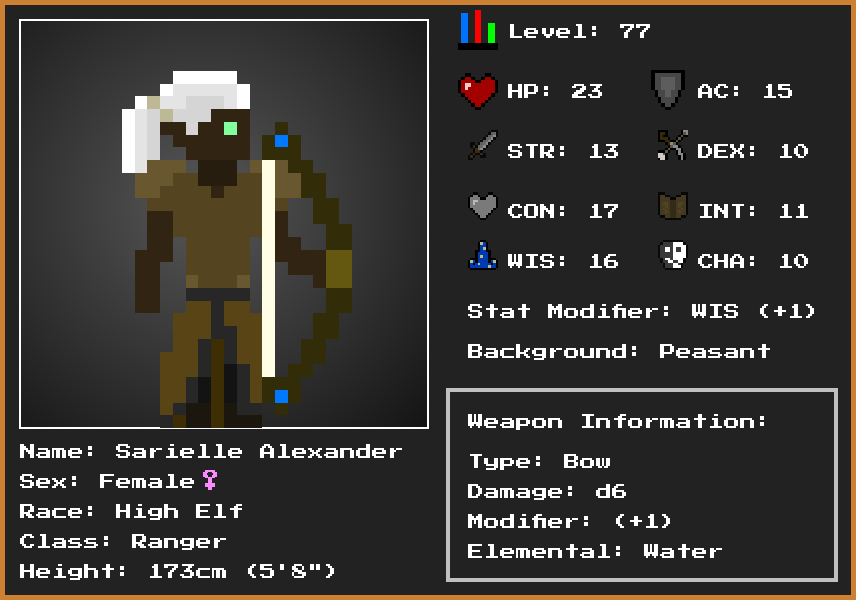 Level: 77
HP: 23 AC: 15
STR: 13 DEX: 10
CON: 17 INT: 11
WIS: 16 CHA: 10
Stat Modifier: WIS (+1)
Background: Peasant
Weapon Information:
Type: Bow
Damage: d6
Modifier: (+1)
Elemental: Water
Name: Sarielle Alexander
Sex: Female♀
Race: High Elf
Class: Ranger
Height: 173cm (5'8")